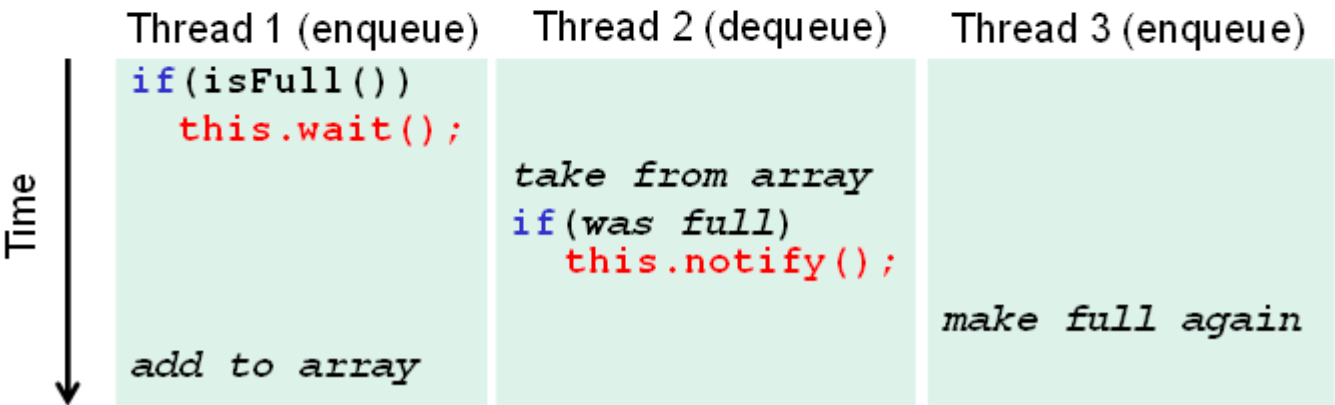 Thread 1 (enqueue)
Thread 2 (dequeue)
Thread 3 (enqueue)
Time
if(isFull())
this.wait();
take from array
if(was full)
this.notify();
make full again
add to array